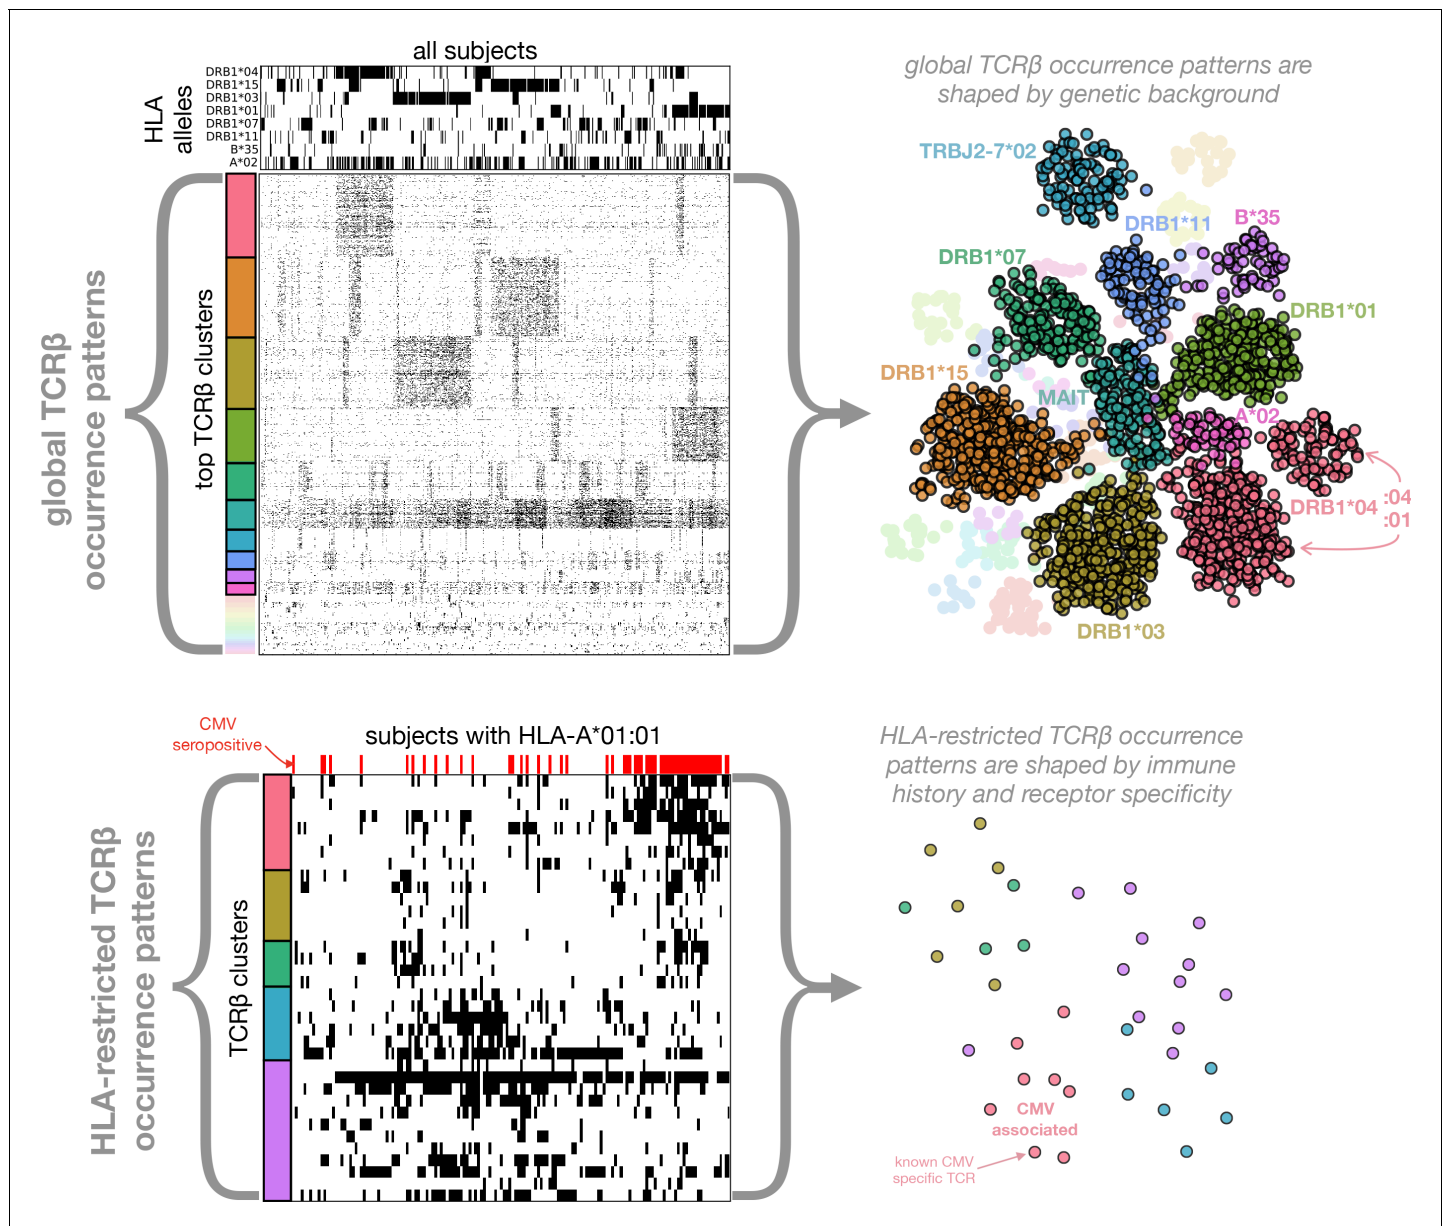 all subjects
HLA
alleles
DRB1*04
DRB1*15
DRB1*03
DRB1*01
DRB1*07
DRB1*11
B*35
A*02
global TCRβ
occurrence patterns
top TCRβ clusters
global TCRβ occurrence patterns are
shaped by genetic background
TRBJ2-7*02
DRB1*11
B*35
DRB1*07
DRB1*01
DRB1*15
MAIT
A*02
DRB1*04
:04
:01
DRB1*03
CMV
seropositive
subjects with HLA-A*01:01
HLA-restricted TCRβ
occurrence patterns
TCRβ clusters
HLA-restricted TCRβ occurrence
patterns are shaped by immune
history and receptor specificity
CMV
associated
known CMV
specific TCR